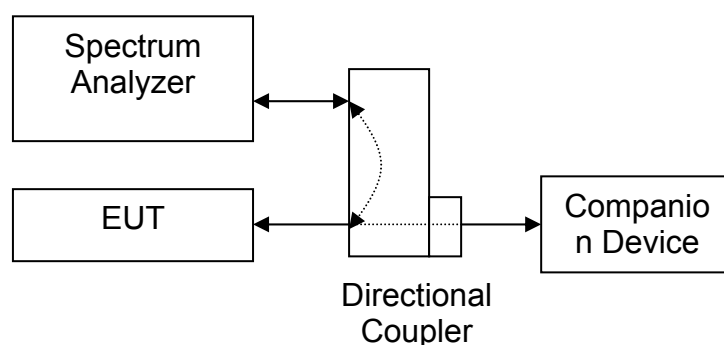 Spectrum
Analyzer
EUT
Companio
n Device
Directional
Coupler